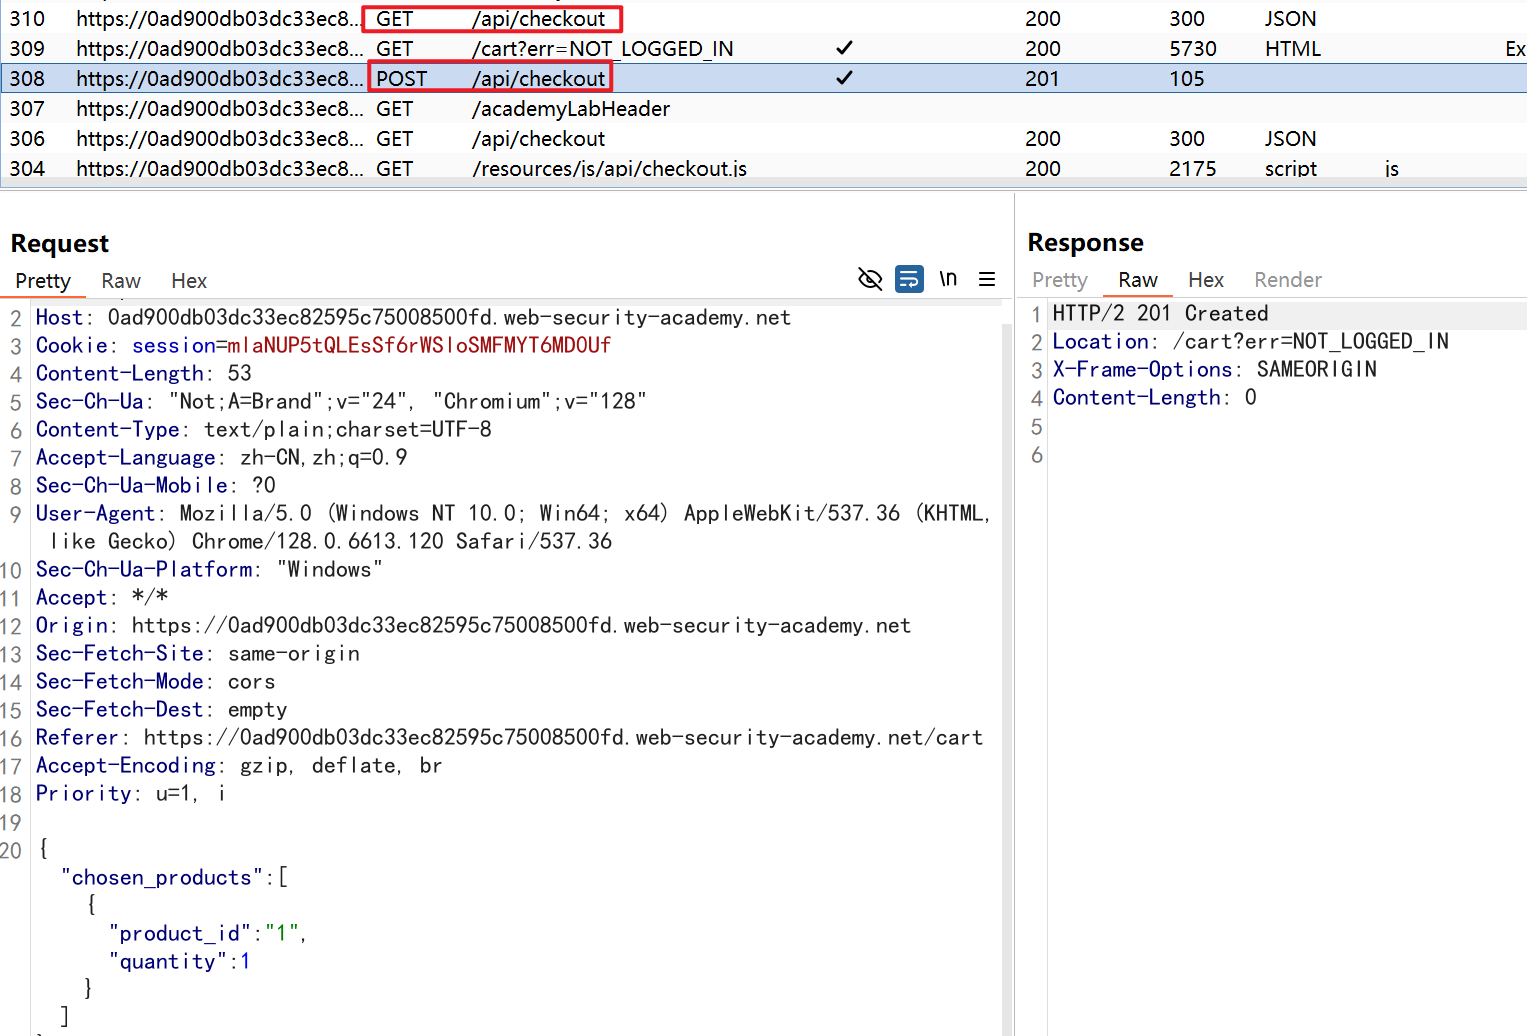 310 https://0ad900db03dc33ec8... GET /api/checkout 200 300 JSON
309 https://0ad900db03dc33ec8... GET /cart?err=NOT_LOGGED_IN ✓ 200 5730 HTML Ex
308 https://0ad900db03dc33ec8... POST /api/checkout ✓ 201 105
307 https://0ad900db03dc33ec8... GET /academyLabHeader
306 https://0ad900db03dc33ec8... GET /api/checkout 200 300 JSON
304 https://0ad900db03dc33ec8... GET /resources/js/api/checkout.js 200 2175 script js
Request
Pretty Raw Hex
\n
2 Host: 0ad900db03dc33ec82595c75008500fd.web-security-academy.net
3 Cookie: session=mlaNUP5tQLEsSf6rWSloSMFMYT6MD0Uf
4 Content-Length: 53
5 Sec-Ch-Ua: "Not;A=Brand";v="24", "Chromium";v="128"
6 Content-Type: text/plain;charset=UTF-8
7 Accept-Language: zh-CN,zh;q=0.9
8 Sec-Ch-Ua-Mobile: ?0
9 User-Agent: Mozilla/5.0 (Windows NT 10.0; Win64; x64) AppleWebKit/537.36 (KHTML,
like Gecko) Chrome/128.0.6613.120 Safari/537.36
10 Sec-Ch-Ua-Platform: "Windows"
11 Accept: */*
12 Origin: https://0ad900db03dc33ec82595c75008500fd.web-security-academy.net
13 Sec-Fetch-Site: same-origin
14 Sec-Fetch-Mode: cors
15 Sec-Fetch-Dest: empty
16 Referer: https://0ad900db03dc33ec82595c75008500fd.web-security-academy.net/cart
17 Accept-Encoding: gzip, deflate, br
18 Priority: u=1, i
19
20 {
"chosen_products":[
{
"product_id":"1",
"quantity":1
}
]
Response
Pretty Raw Hex Render
1 HTTP/2 201 Created
2 Location: /cart?err=NOT_LOGGED_IN
3 X-Frame-Options: SAMEORIGIN
4 Content-Length: 0
5
6